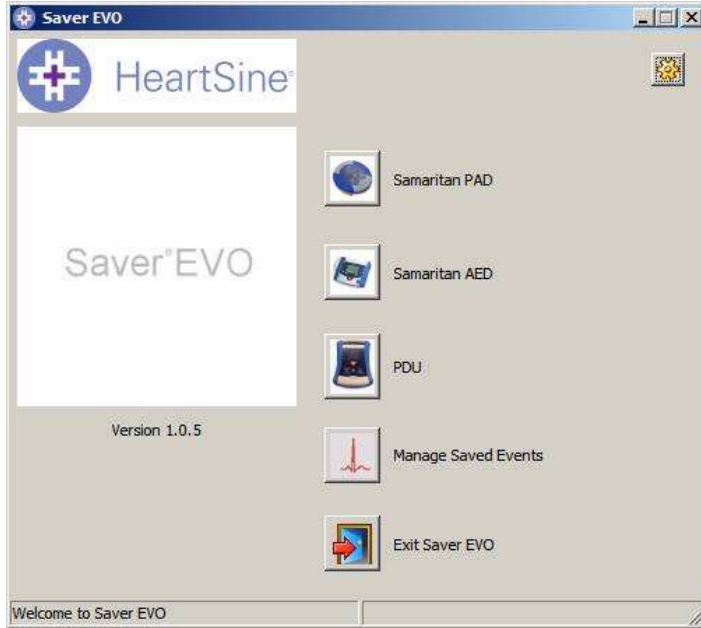 Saver EVO
HeartSine®
Saver®EVO
Version 1.0.5
Samaritan PAD
Samaritan AED
PDU
Manage Saved Events
Exit Saver EVO
Welcome to Saver EVO